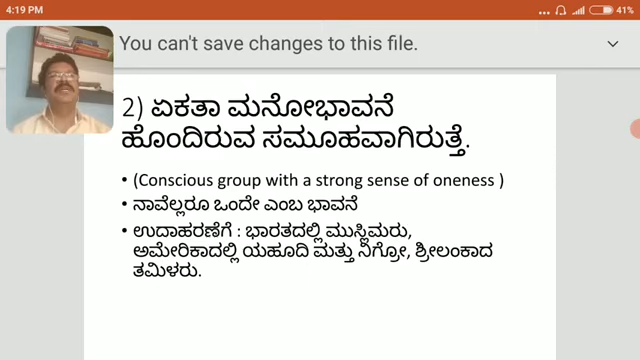 4:19 PM
41%
You can't save changes to this file.
2) ಏಕತಾ ಮನೋಭಾವನೆ
ಹೊಂದಿರುವ ಸಮೂಹವಾಗಿರುತ್ತೆ.
• (Conscious group with a strong sense of oneness )
• ನಾವೆಲ್ಲರೂ ಒಂದೇ ಎಂಬ ಭಾವನೆ
• ಉದಾಹರಣೆಗೆ : ಭಾರತದಲ್ಲಿ ಮುಸ್ಲಿಮರು,
ಅಮೇರಿಕಾದಲ್ಲಿ ಯಹೂದಿ ಮತ್ತು ನಿಗ್ರೋ, ಶ್ರೀಲಂಕಾದ
ತಮಿಳರು.